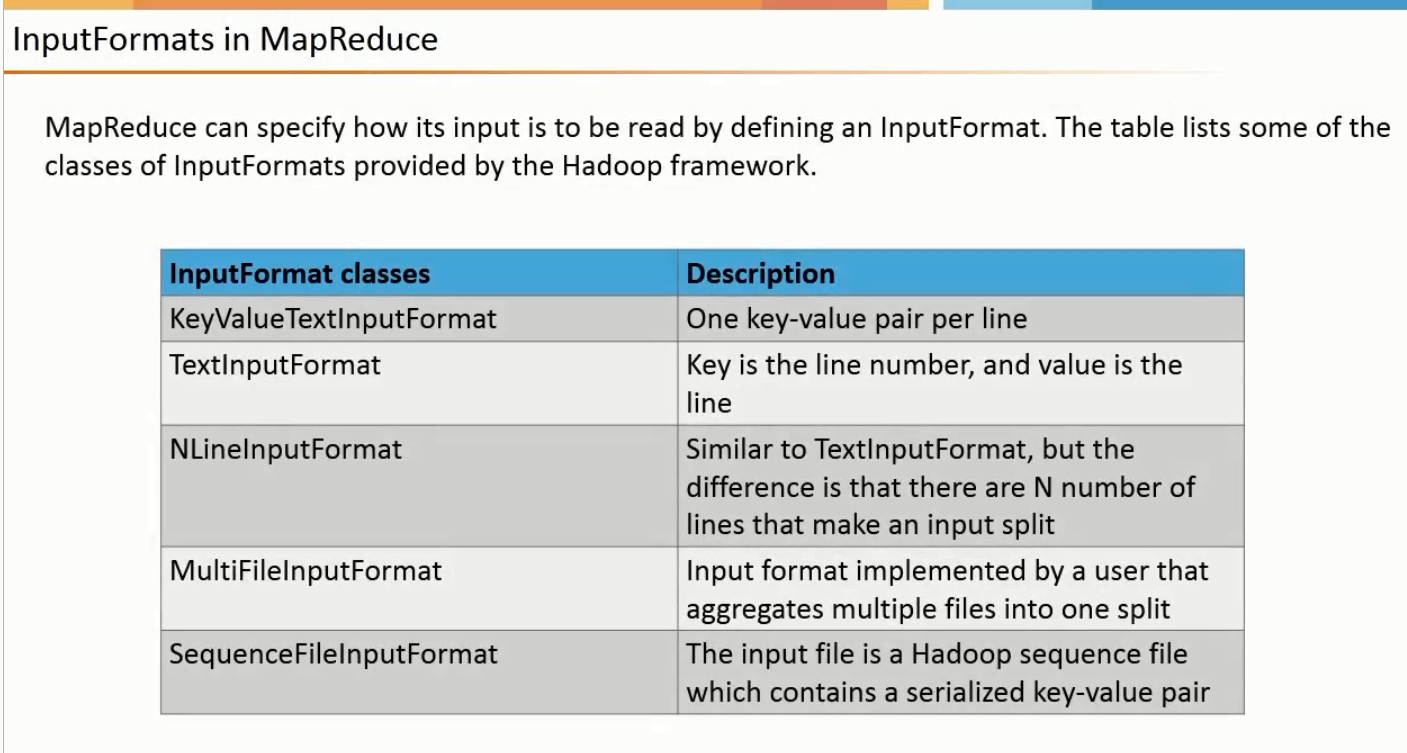 InputFormats in MapReduce
MapReduce can specify how its input is to be read by defining an InputFormat. The table lists some of the
classes of InputFormats provided by the Hadoop framework.
InputFormat classes Description
KeyValueTextInputFormat One key-value pair per line
TextInputFormat Key is the line number, and value is the
line
NLineInputFormat Similar to TextInputFormat, but the
difference is that there are N number of
lines that make an input split
MultiFileInputFormat Input format implemented by a user that
aggregates multiple files into one split
SequenceFileInputFormat The input file is a Hadoop sequence file
which contains a serialized key-value pair